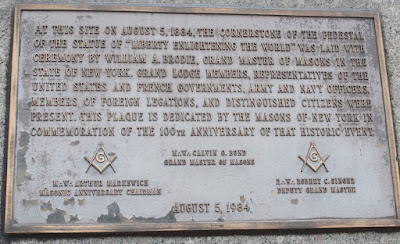 AT THIS SITE ON AUGUST 5, 1884, THE CORNERSTONE OF THE PEDESTAL
OF THE STATUE OF "LIBERTY ENLIGHTENING THE WORLD" WAS LAID WITH
CEREMONY BY WILLIAM A. BRODIE, GRAND MASTER OF MASONS IN THE
STATE OF NEW YORK. GRAND LODGE MEMBERS, REPRESENTATIVES OF THE
UNITED STATES AND FRENCH GOVERNMENTS, ARMY AND NAVY OFFICERS,
MEMBERS OF FOREIGN LEGATIONS, AND DISTINGUISHED CITIZENS WERE
PRESENT. THIS PLAQUE IS DEDICATED BY THE MASONS OF NEW YORK IN
COMMEMORATION OF THE 100TH ANNIVERSARY OF THAT HISTORIC EVENT.
M∴W∴ CALVIN G. BOND
GRAND MASTER OF MASONS
G
G
M∴W∴ ARTHUR MARKEWICH
MASONIC ANNIVERSARY CHAIRMAN
R∴W∴ ROBERT C. SINGER
DEPUTY GRAND MASTER
AUGUST 5, 1984